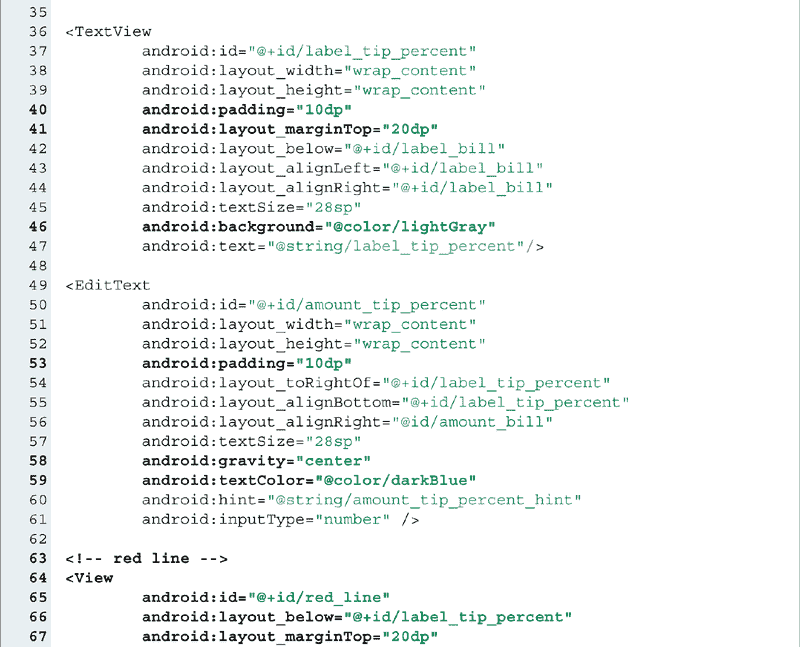 35
36 <TextView
37 android:id="@+id/label_tip_percent"
38 android:layout_width="wrap_content"
39 android:layout_height="wrap_content"
40 android:padding="10dp"
41 android:layout_marginTop="20dp"
42 android:layout_below="@+id/label_bill"
43 android:layout_alignLeft="@+id/label_bill"
44 android:layout_alignRight="@+id/label_bill"
45 android:textSize="28sp"
46 android:background="@color/lightGray"
47 android:text="@string/label_tip_percent"/>
48
49 <EditText
50 android:id="@+id/amount_tip_percent"
51 android:layout_width="wrap_content"
52 android:layout_height="wrap_content"
53 android:padding="10dp"
54 android:layout_toRightOf="@+id/label_tip_percent"
55 android:layout_alignBottom="@+id/label_tip_percent"
56 android:layout_alignRight="@id/amount_bill"
57 android:textSize="28sp"
58 android:gravity="center"
59 android:textColor="@color/darkBlue"
60 android:hint="@string/amount_tip_percent_hint"
61 android:inputType="number" />
62
63 <!-- red line -->
64 <View
65 android:id="@+id/red_line"
66 android:layout_below="@+id/label_tip_percent"
67 android:layout_marginTop="20dp"